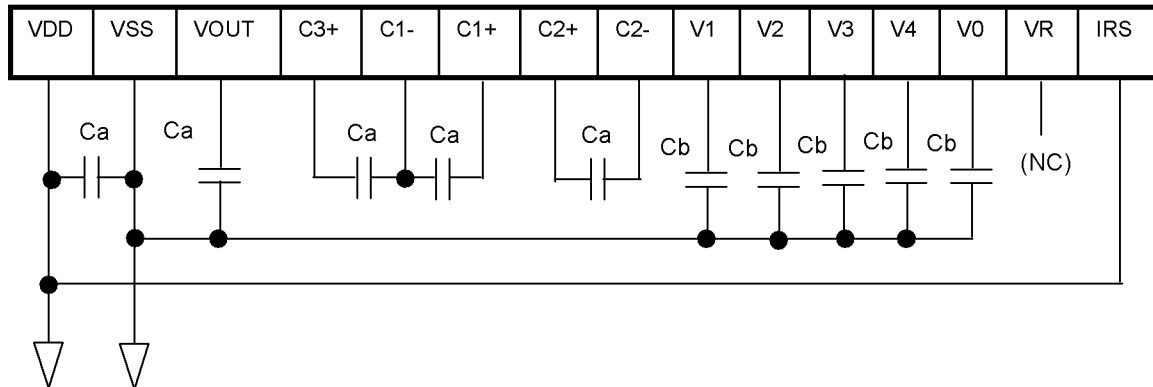 VDD VSS VOUT C3+ C1- C1+ C2+ C2- V1 V2 V3 V4 V0 VR IRS
Ca Ca Ca Ca Ca Cb Cb Cb Cb Cb
(NC)